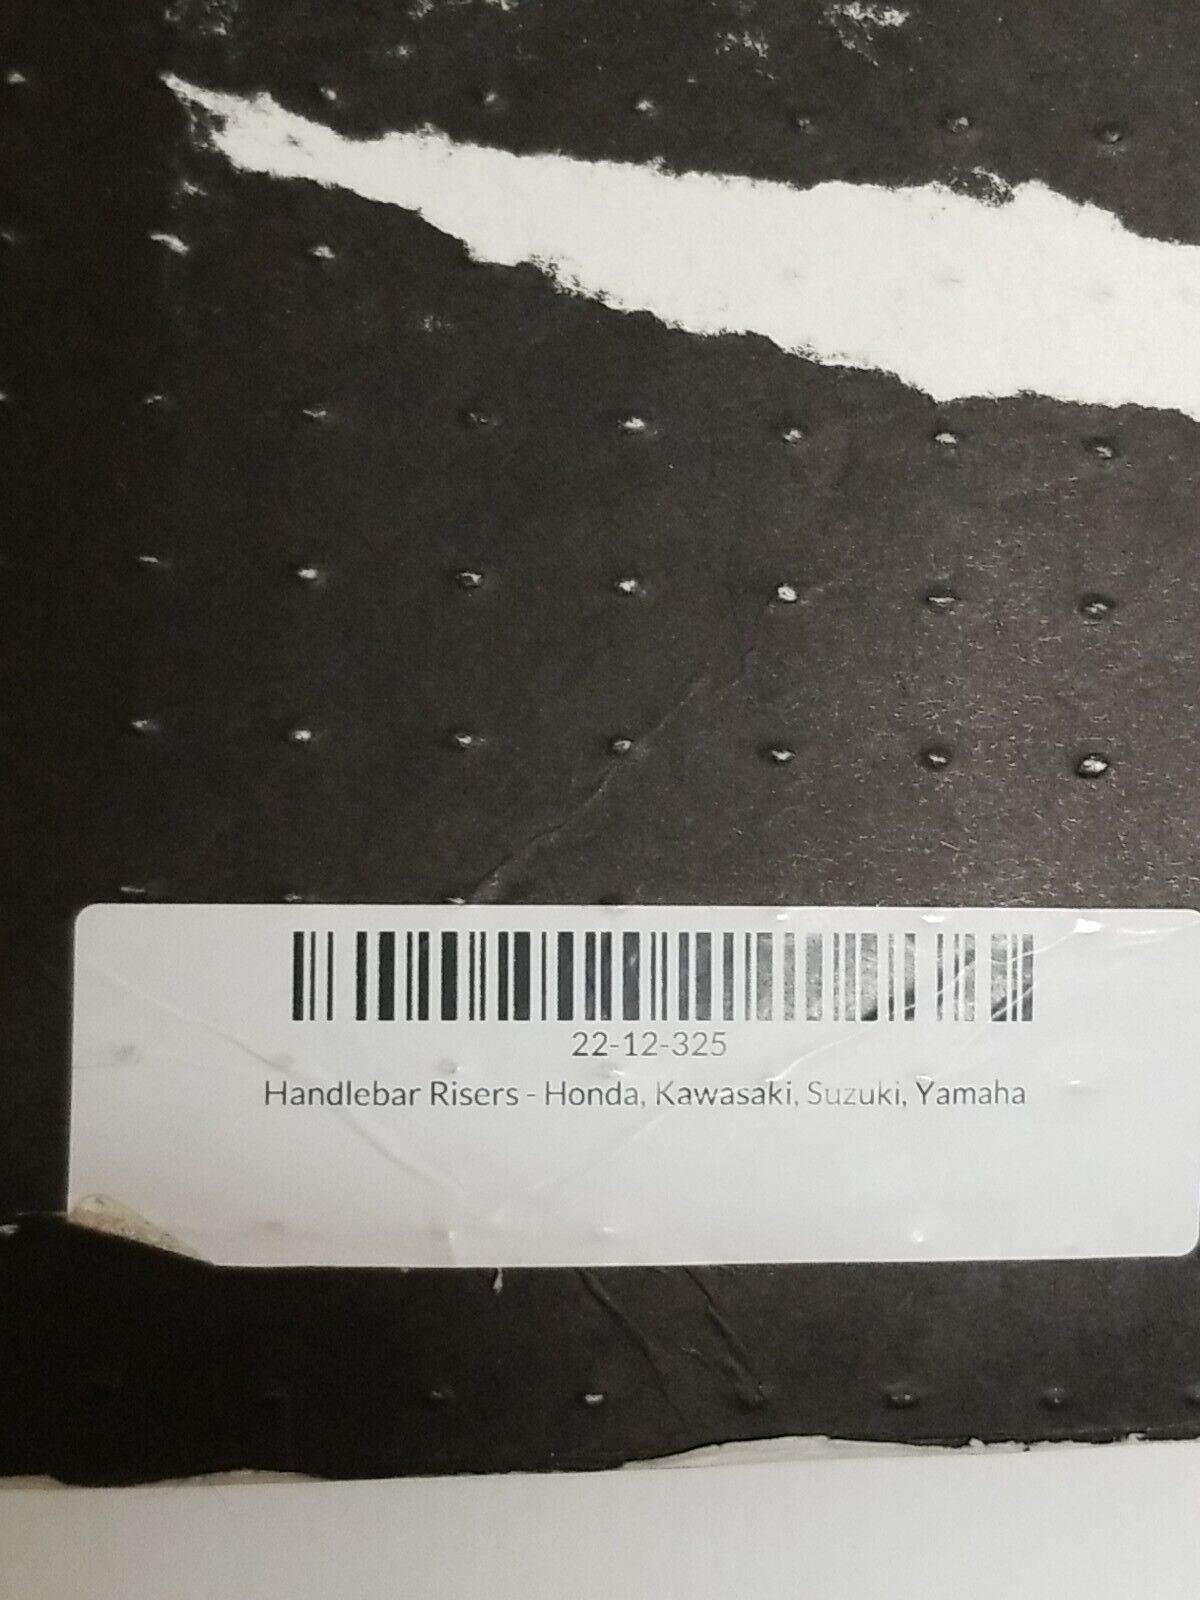 22-12-325
Handlebar Risers - Honda, Kawasaki, Suzuki, Yamaha